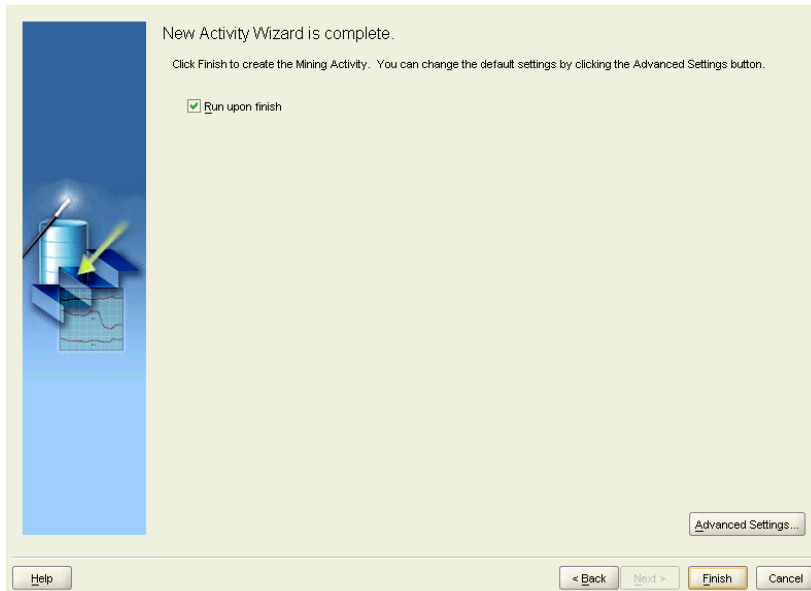 New Activity Wizard is complete.
Click Finish to create the Mining Activity. You can change the default settings by clicking the Advanced Settings button.
Run upon finish
Advanced Settings...
Help
< Back
Next >
Finish
Cancel